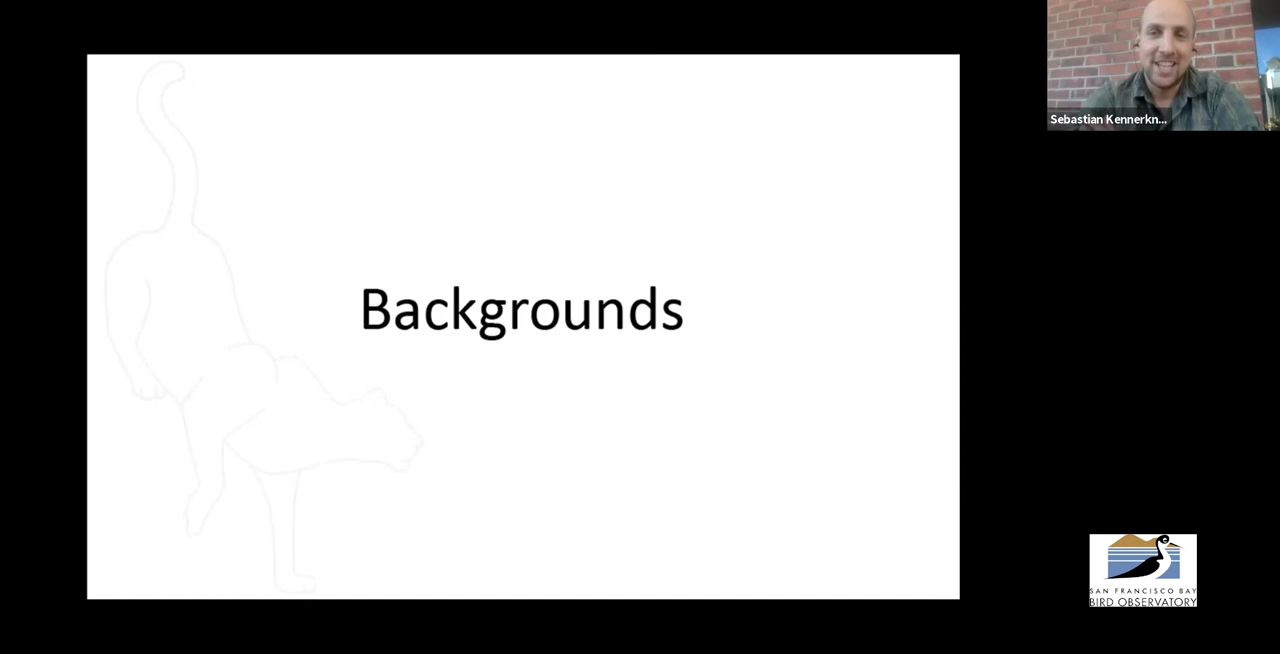 Backgrounds
Sebastian Kennerkn...
SAN FRANCISCO BAY
BIRD OBSERVATORY